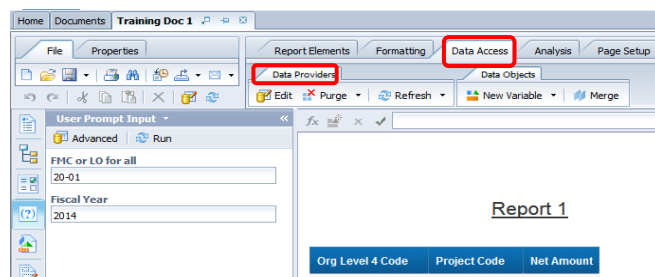 Home Documents Training Doc 1
File Properties Report Elements Formatting Data Access Analysis Page Setup
Data Providers Data Objects
Edit Purge Refresh New Variable Merge
User Prompt Input «
Advanced Run
FMC or LO for all
20-01
Fiscal Year
2014
Report 1
Org Level 4 Code Project Code Net Amount